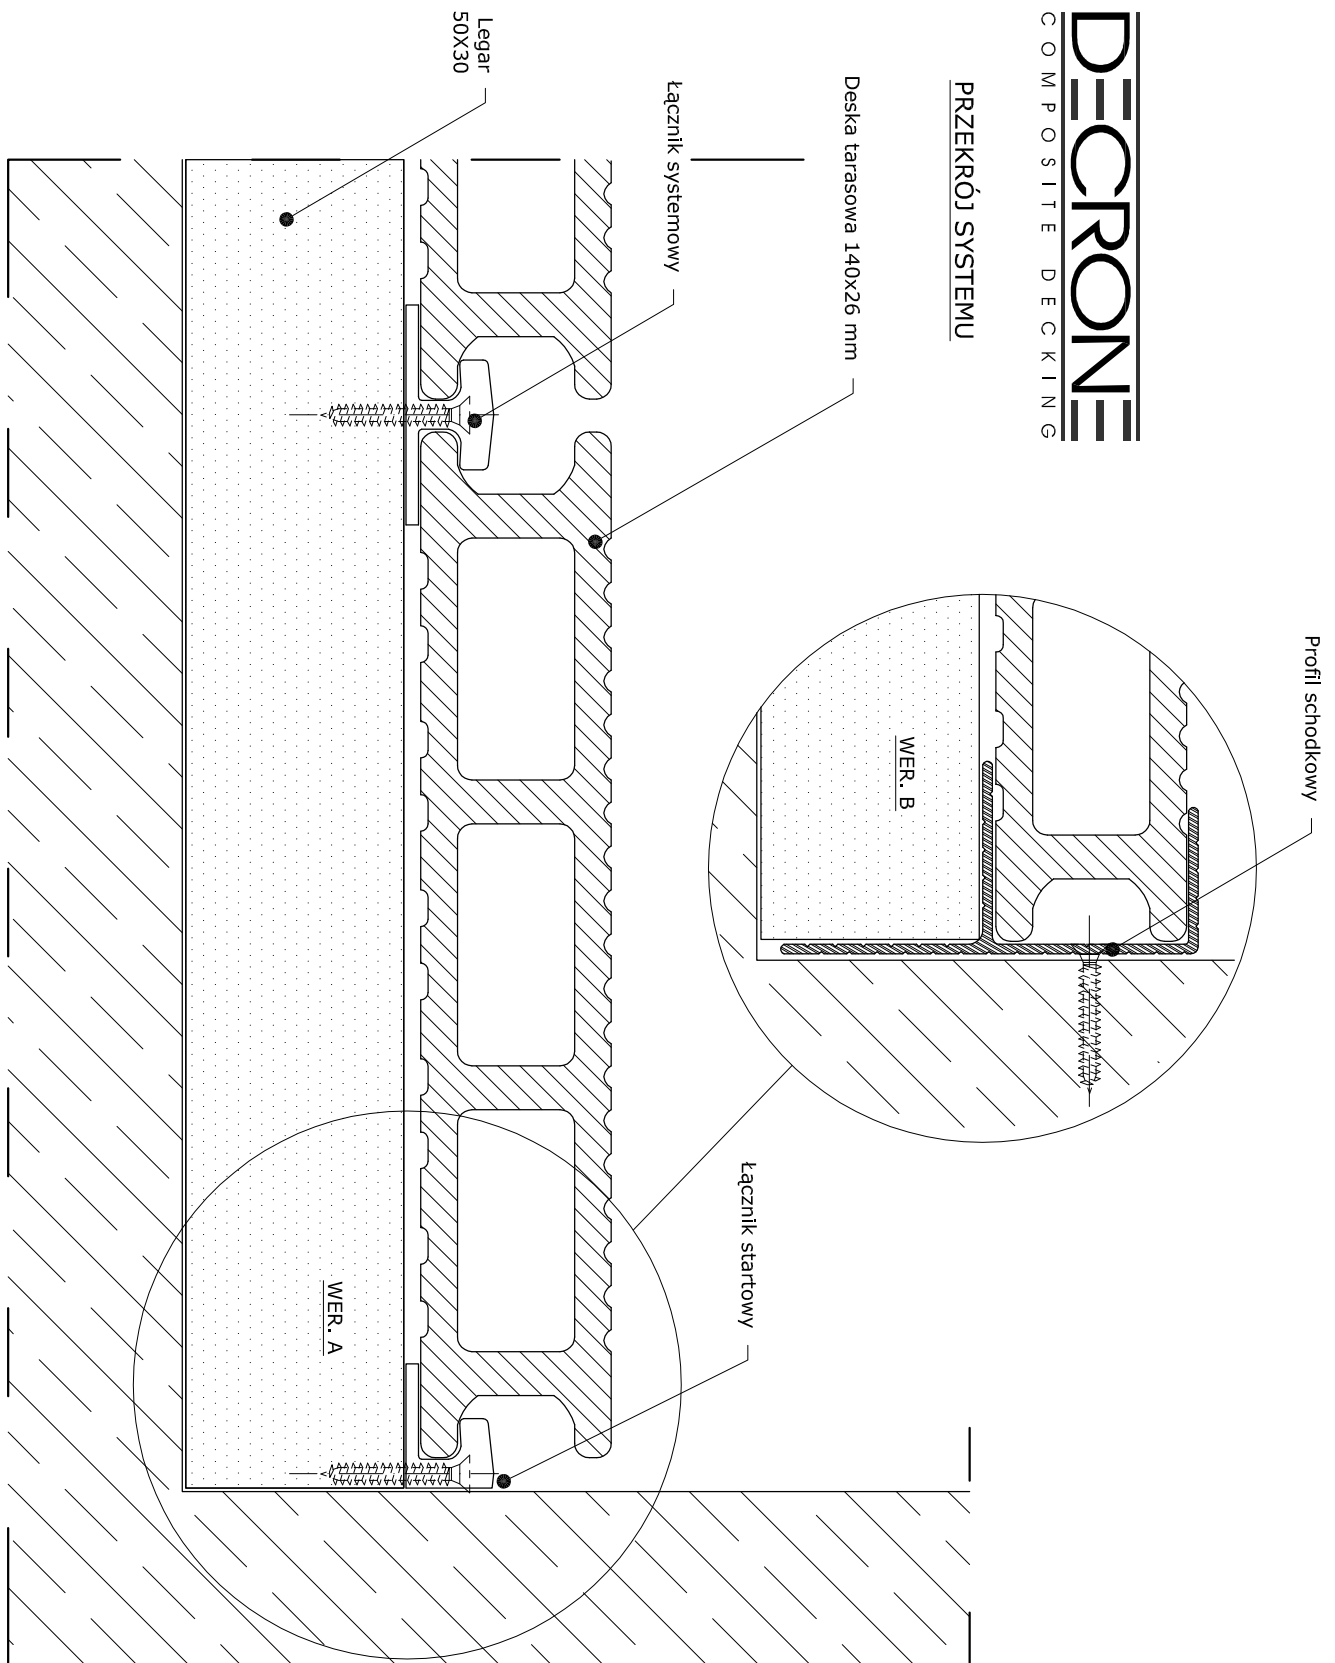 DECRON
COMPOSITE DECKING
PRZEKRÓJ SYSTEMU
Profil schodkowy
Deska tarasowa 140x26 mm
WER. B
Łącznik systemowy
Łącznik startowy
Legar
50X30
WER. A